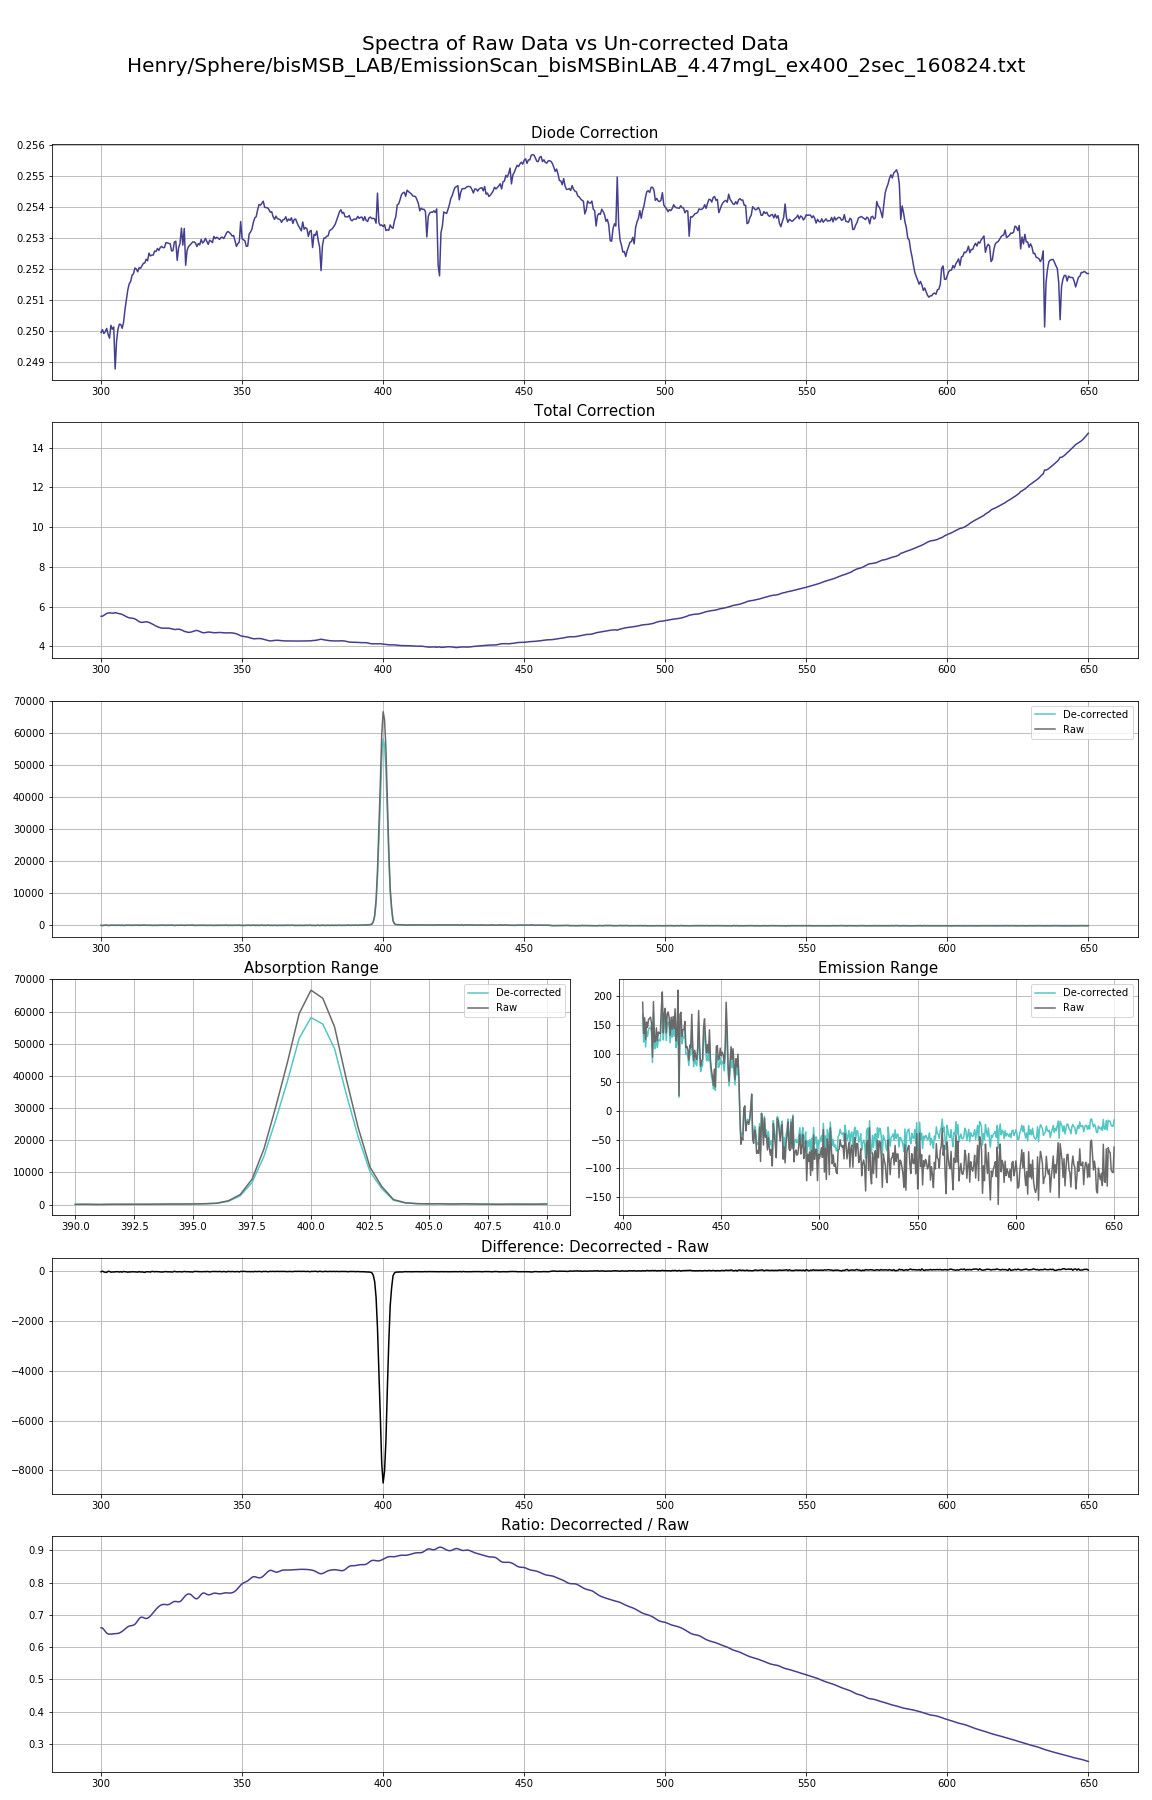 Spectra of Raw Data vs Un-corrected Data
Henry/Sphere/bisMSB_LAB/EmissionScan_bisMSBinLAB_4.47mgL_ex400_2sec_160824.txt
Diode Correction
0.256
0.255
0.254
0.253
0.252
0.251
0.250
0.249
300 350 400 450 500 550 600 650
Total Correction
14
12
10
8
6
4
300 350 400 450 500 550 600 650
70000
60000
50000
40000
30000
20000
10000
0
De-corrected
Raw
300 350 400 450 500 550 600 650
Absorption Range
70000
60000
50000
40000
30000
20000
10000
0
De-corrected
Raw
390.0 392.5 395.0 397.5 400.0 402.5 405.0 407.5 410.0
Emission Range
200
150
100
50
0
−50
−100
−150
De-corrected
Raw
400 450 500 550 600 650
Difference: Decorrected - Raw
0
−2000
−4000
−6000
−8000
300 350 400 450 500 550 600 650
Ratio: Decorrected / Raw
0.9
0.8
0.7
0.6
0.5
0.4
0.3
300 350 400 450 500 550 600 650